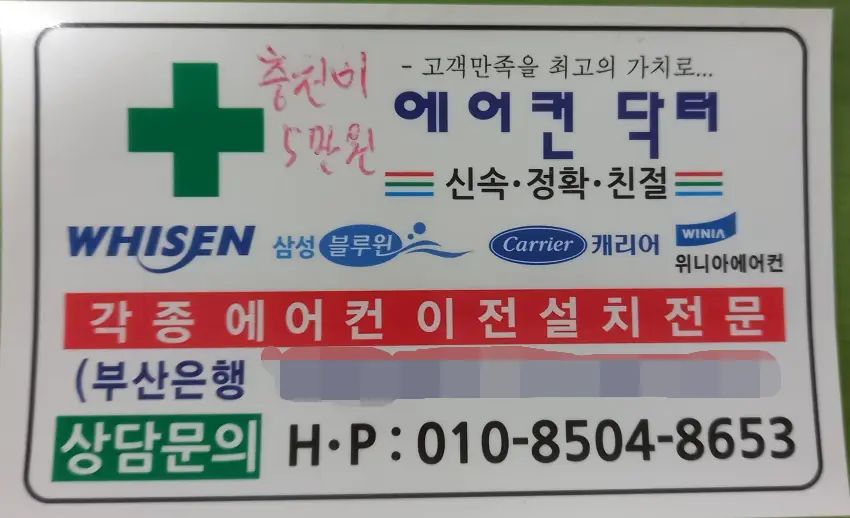 충전비
5만원
- 고객만족을 최고의 가치로...
에어컨 닥터
신속·정확·친절
WHISEN
삼성 블루윈
Carrier 캐리어
WINIA
위니아에어컨
각종 에어컨 이전설치전문
(부산은행
상담문의 H·P : 010-8504-8653